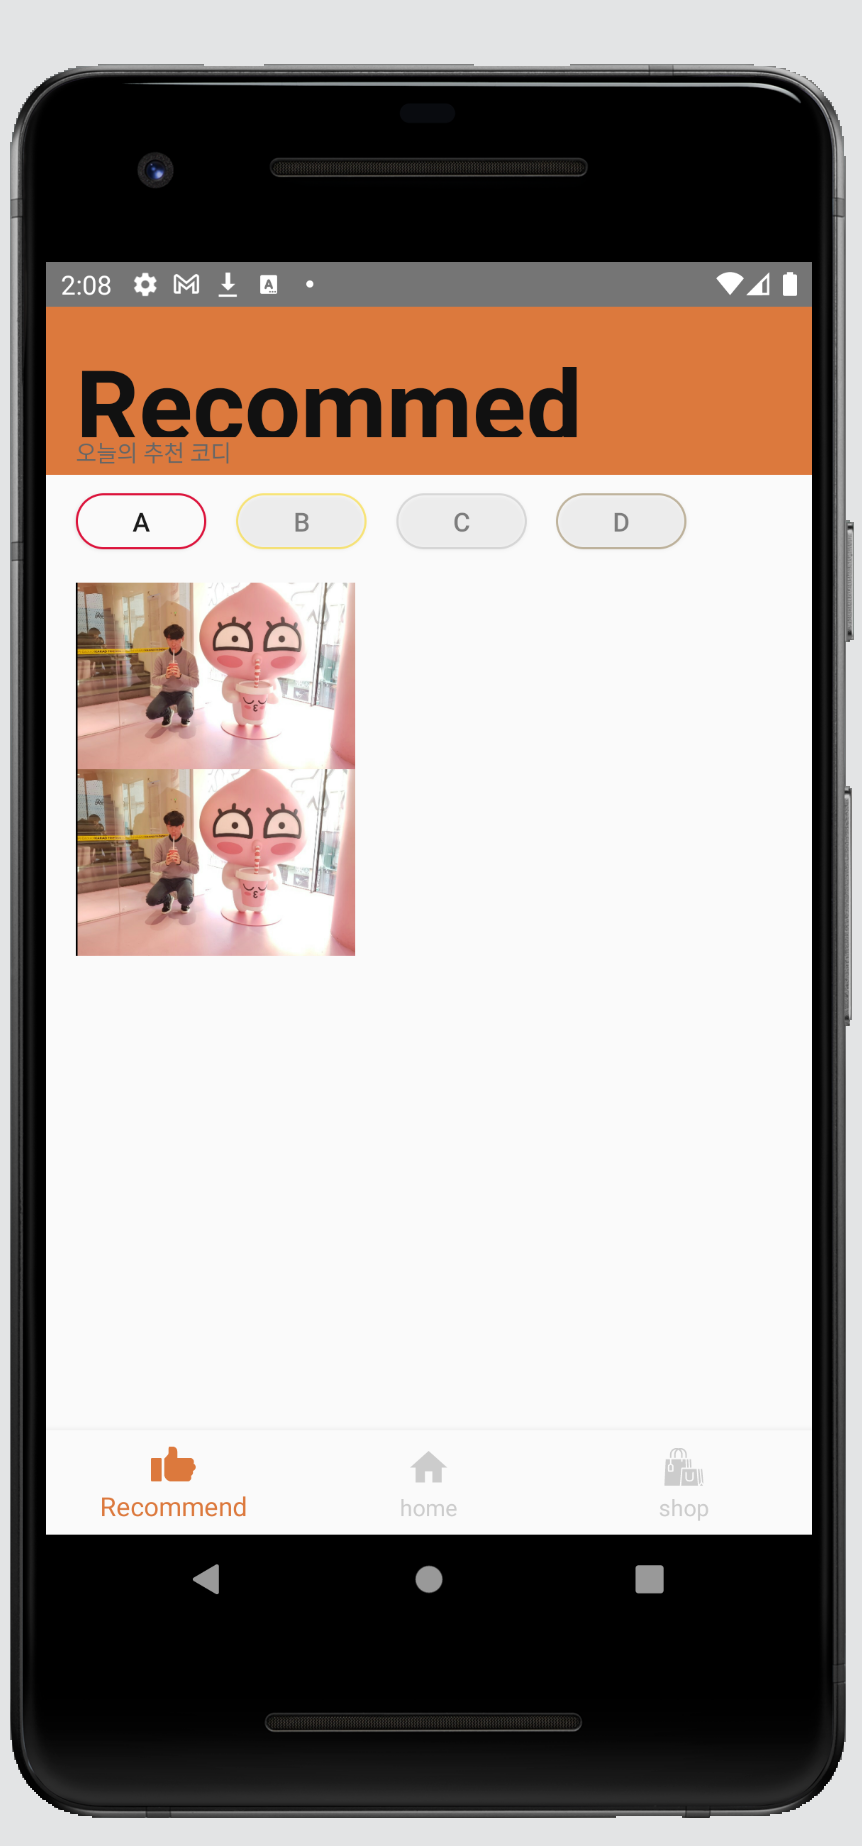 2:08
A
Recommed
오늘의 추천 코디
A B C D
Recommend home shop